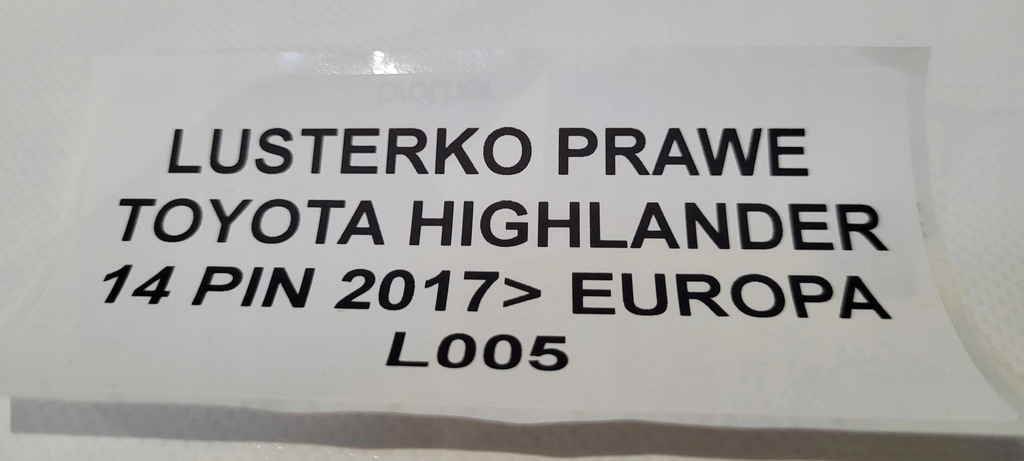 LUSTERKO PRAWE
TOYOTA HIGHLANDER
14 PIN 2017> EUROPA
L005